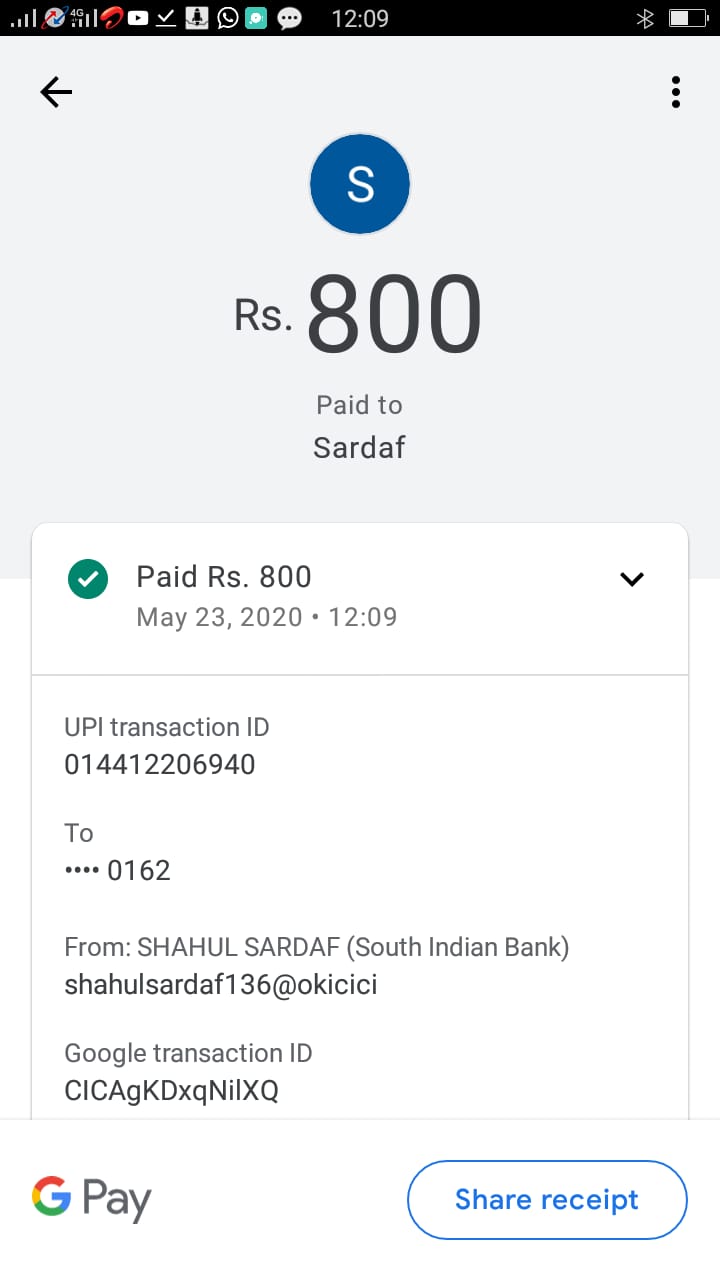 4G
12:09
S
Rs. 800
Paid to
Sardaf
Paid Rs. 800
May 23, 2020 • 12:09
UPI transaction ID
014412206940
To
•••• 0162
From: SHAHUL SARDAF (South Indian Bank)
shahulsardaf136@okicici
Google transaction ID
CICAgKDxqNilXQ
G Pay
Share receipt